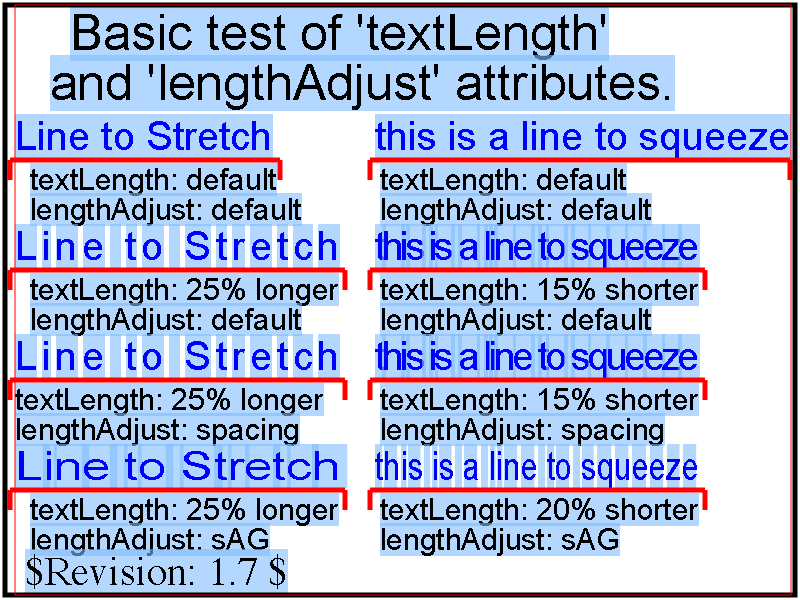 Basic test of 'textLength'
and 'lengthAdjust' attributes.
Line to Stretch
textLength: default
lengthAdjust: default
this is a line to squeeze
textLength: default
lengthAdjust: default
Line to Stretch
textLength: 25% longer
lengthAdjust: default
this is a line to squeeze
textLength: 15% shorter
lengthAdjust: default
Line to Stretch
textLength: 25% longer
lengthAdjust: spacing
this is a line to squeeze
textLength: 15% shorter
lengthAdjust: spacing
Line to Stretch
textLength: 25% longer
lengthAdjust: sAG
this is a line to squeeze
textLength: 20% shorter
lengthAdjust: sAG
$Revision: 1.7 $